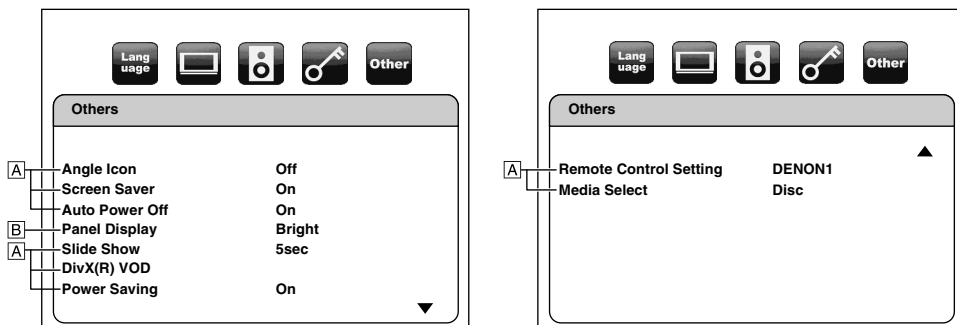 Lang
uage
Other
Others
A Angle Icon Off
Screen Saver On
Auto Power Off On
B Panel Display Bright
A Slide Show 5sec
DivX(R) VOD
Power Saving On
▼
Lang
uage
Other
Others
▲
A Remote Control Setting DENON1
Media Select Disc